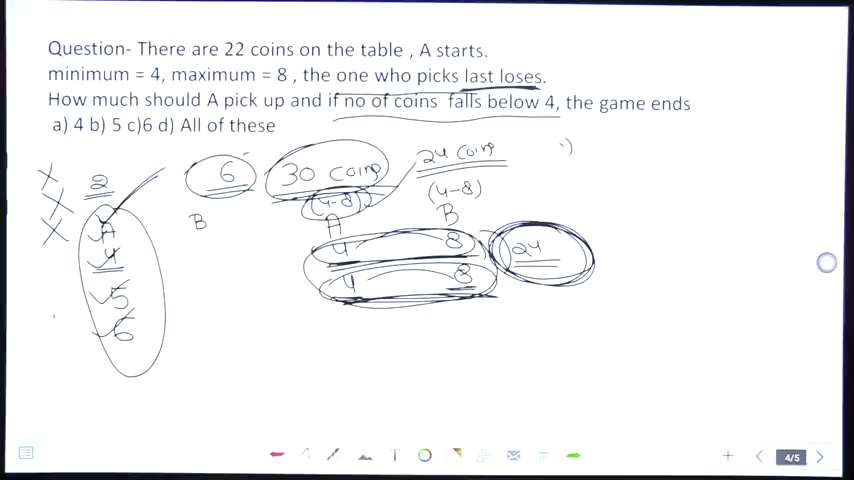 Question- There are 22 coins on the table , A starts.
minimum = 4, maximum = 8 , the one who picks last loses.
How much should A pick up and if no of coins falls below 4, the game ends
a) 4 b) 5 c)6 d) All of these
2 6 30 coins 24 coins
(4-8) (4-8)
B A B
A
4 4 8 24
4 8
5
6
T
4/5